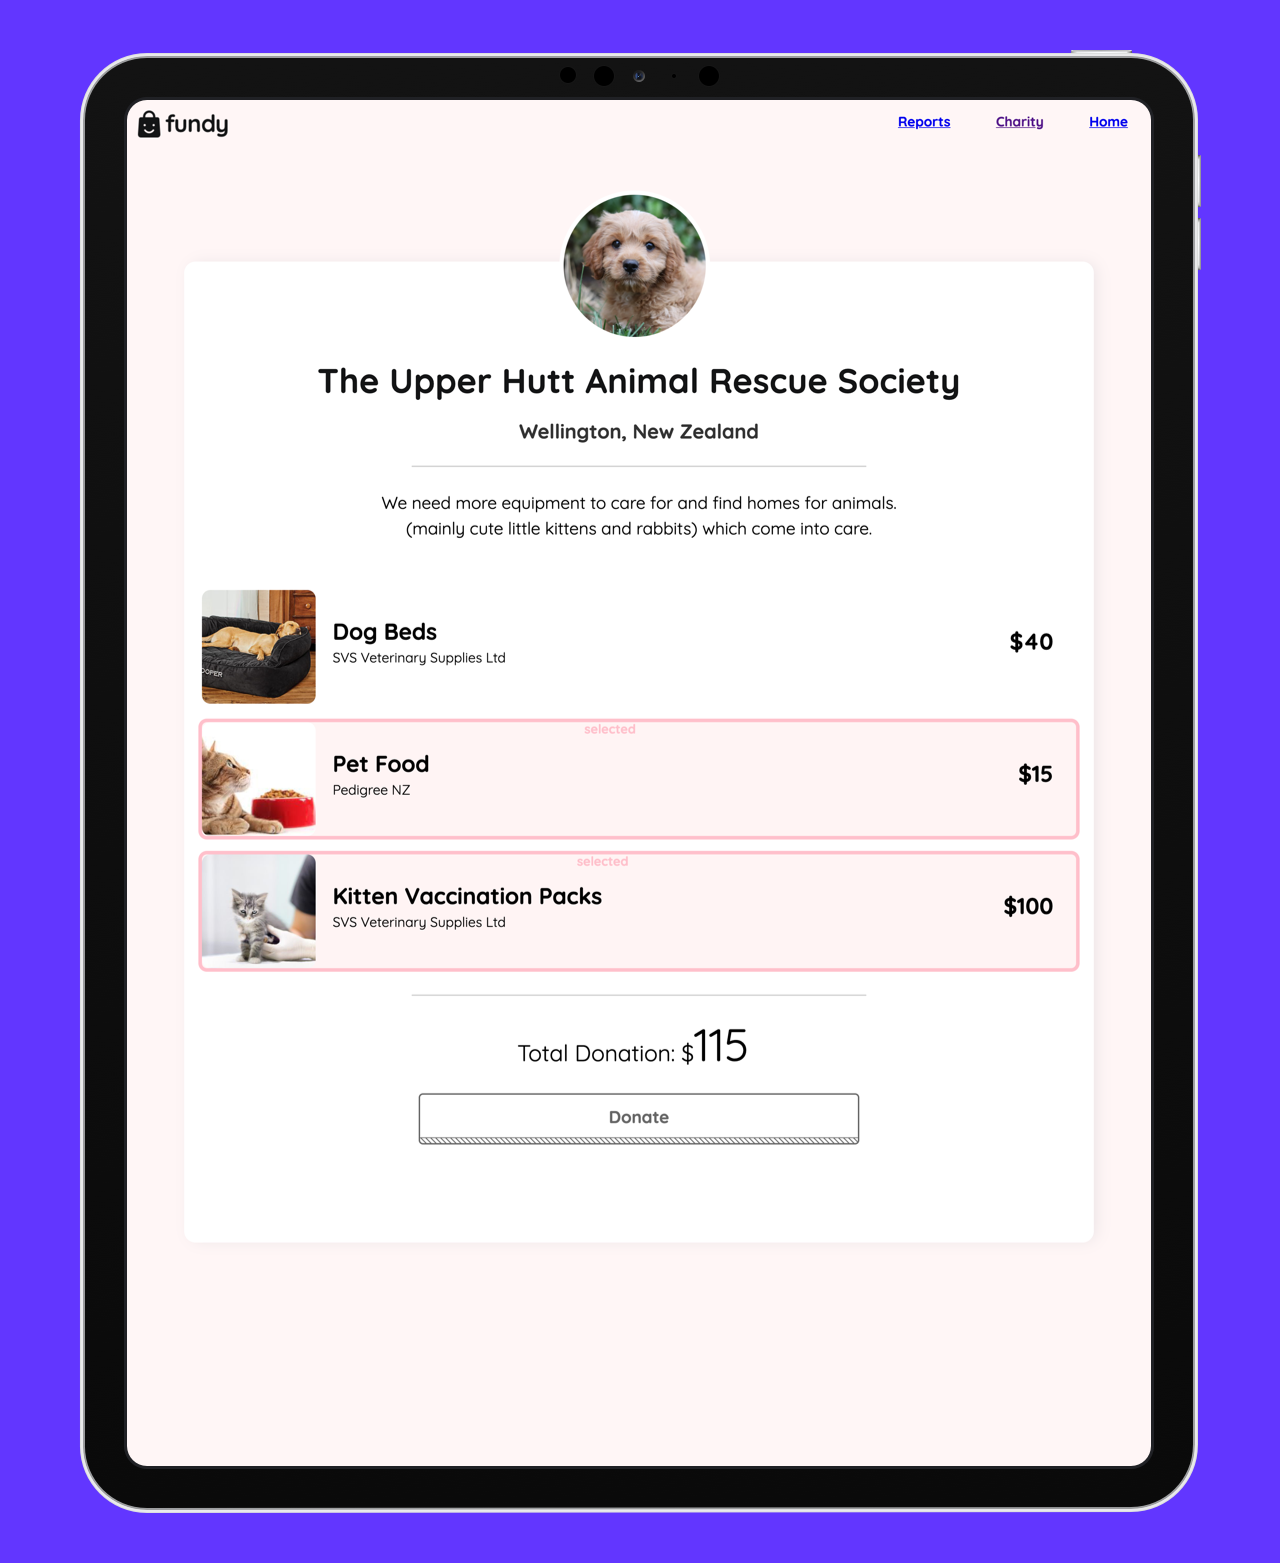 fundy
Reports Charity Home
The Upper Hutt Animal Rescue Society
Wellington, New Zealand
We need more equipment to care for and find homes for animals.
(mainly cute little kittens and rabbits) which come into care.
OOPER
Dog Beds
SVS Veterinary Supplies Ltd
$40
selected
Pet Food
Pedigree NZ
$15
selected
Kitten Vaccination Packs
SVS Veterinary Supplies Ltd
$100
Total Donation: $115
Donate